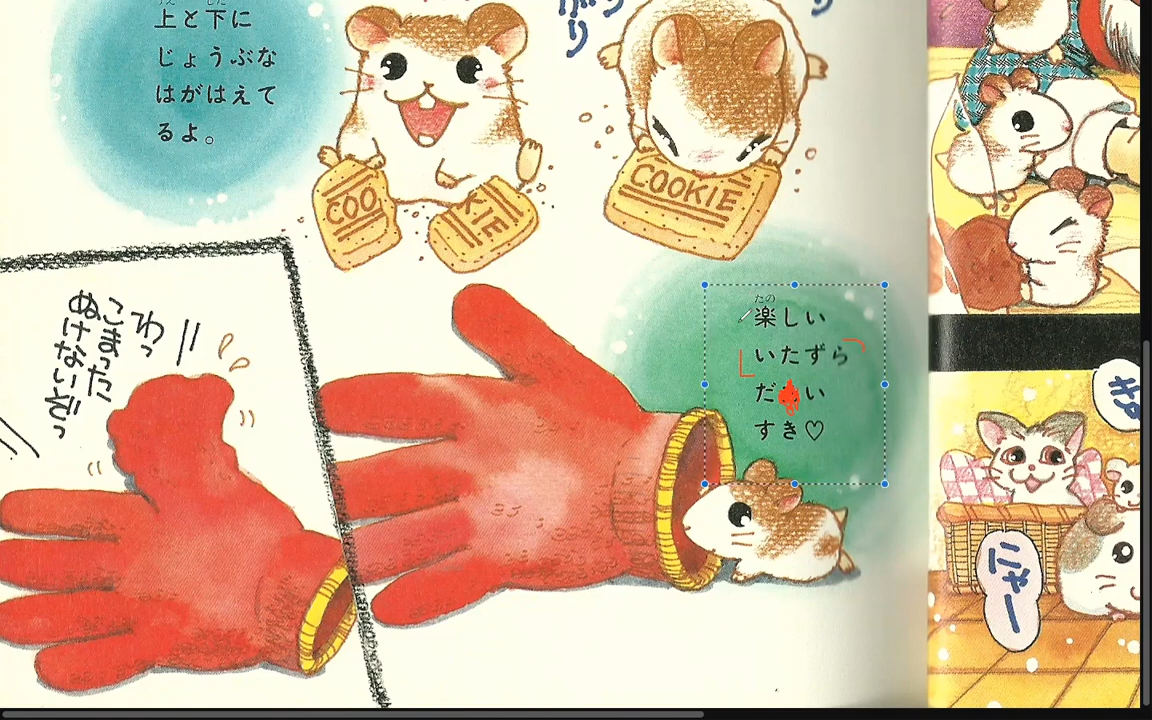 上と下に
じょうぶな
はがはえて
るよ。
COO
KIE
COOKIE
楽しい
いたずら
だ い
すき♡
わっ
こまった
ぬけないぞっ
にゃー